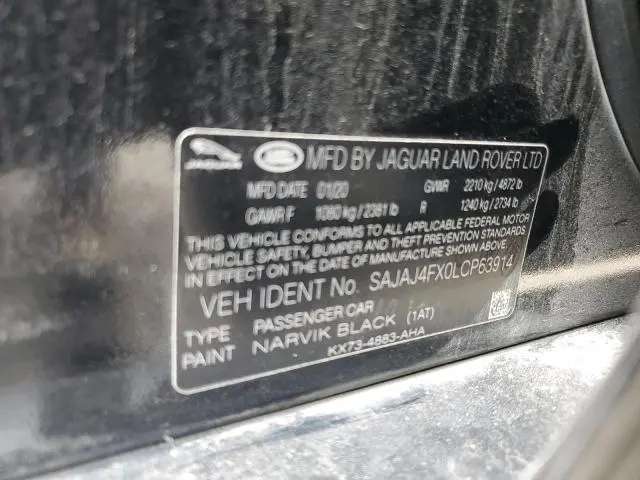 JAGUAR MFD BY JAGUAR LAND ROVER LTD
MFD DATE 01/20 GVWR 2210 kg / 4872 lb
GAWR F 1080 kg / 2381 lb R 1240 kg / 2734 lb
THIS VEHICLE CONFORMS TO ALL APPLICABLE FEDERAL MOTOR
VEHICLE SAFETY, BUMPER AND THEFT PREVENTION STANDARDS
IN EFFECT ON THE DATE OF MANUFACTURE SHOWN ABOVE.
VEH IDENT No. SAJAJ4FX0LCP63914
TYPE PASSENGER CAR
PAINT NARVIK BLACK (1AT)
KX73-4883-AHA